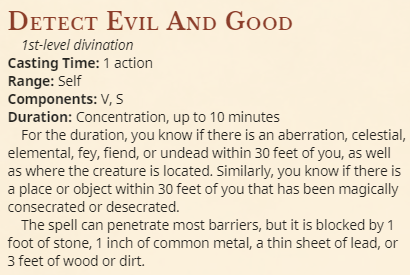 Detect Evil And Good
1st-level divination
Casting Time: 1 action
Range: Self
Components: V, S
Duration: Concentration, up to 10 minutes
For the duration, you know if there is an aberration, celestial,
elemental, fey, fiend, or undead within 30 feet of you, as well
as where the creature is located. Similarly, you know if there is
a place or object within 30 feet of you that has been magically
consecrated or desecrated.
The spell can penetrate most barriers, but it is blocked by 1
foot of stone, 1 inch of common metal, a thin sheet of lead, or
3 feet of wood or dirt.